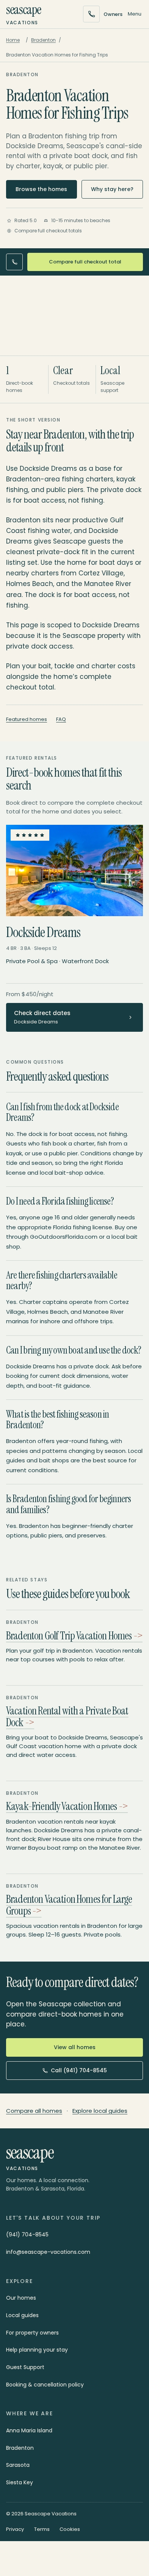 seascape
VACATIONS
Owners
Menu
Home / Bradenton /
Bradenton Vacation Homes for Fishing Trips
BRADENTON
Bradenton Vacation
Homes for Fishing Trips
Plan a Bradenton fishing trip from
Dockside Dreams, Seascape's canal-side
rental with a private boat dock, and fish
by charter, kayak, or public pier.
Browse the homes
Why stay here?
Rated 5.0
10–15 minutes to beaches
Compare full checkout totals
Compare full checkout total
1
Direct-book
homes
Clear
Checkout totals
Local
Seascape
support
THE SHORT VERSION
Stay near Bradenton, with the trip
details up front
Use Dockside Dreams as a base for
Bradenton-area fishing charters, kayak
fishing, and public piers. The private dock
is for boat access, not fishing.
Bradenton sits near productive Gulf
Coast fishing water, and Dockside
Dreams gives Seascape guests the
cleanest private-dock fit in the current
listing set. Use the home for boat days or
nearby charters from Cortez Village,
Holmes Beach, and the Manatee River
area. The dock is for boat access, not
fishing.
This page is scoped to Dockside Dreams
because it is the Seascape property with
private dock access.
Plan your bait, tackle and charter costs
alongside the home's complete
checkout total.
Featured homes
FAQ
FEATURED RENTALS
Direct-book homes that fit this
search
Book direct to compare the complete checkout
total for the home and dates you select.
★★★★★
Dockside Dreams
4 BR · 3 BA · Sleeps 12
Private Pool & Spa · Waterfront Dock
From $450/night
Check direct dates
Dockside Dreams
COMMON QUESTIONS
Frequently asked questions
Can I fish from the dock at Dockside
Dreams?
No. The dock is for boat access, not fishing.
Guests who fish book a charter, fish from a
kayak, or use a public pier. Conditions change by
tide and season, so bring the right Florida
license and local bait-shop advice.
Do I need a Florida fishing license?
Yes, anyone age 16 and older generally needs
the appropriate Florida fishing license. Buy one
through GoOutdoorsFlorida.com or a local bait
shop.
Are there fishing charters available
nearby?
Yes. Charter captains operate from Cortez
Village, Holmes Beach, and Manatee River
marinas for inshore and offshore trips.
Can I bring my own boat and use the dock?
Dockside Dreams has a private dock. Ask before
booking for current dock dimensions, water
depth, and boat-fit guidance.
What is the best fishing season in
Bradenton?
Bradenton offers year-round fishing, with
species and patterns changing by season. Local
guides and bait shops are the best source for
current conditions.
Is Bradenton fishing good for beginners
and families?
Yes. Bradenton has beginner-friendly charter
options, public piers, and preserves.
RELATED STAYS
Use these guides before you book
BRADENTON
Bradenton Golf Trip Vacation Homes ->
Plan your golf trip in Bradenton. Vacation rentals
near top courses with pools to relax after.
BRADENTON
Vacation Rental with a Private Boat
Dock ->
Bring your boat to Dockside Dreams, Seascape's
Gulf Coast vacation home with a private dock
and direct water access.
BRADENTON
Kayak-Friendly Vacation Homes ->
Bradenton vacation rentals near kayak
launches. Dockside Dreams has a private canal-
front dock; River House sits one minute from the
Warner Bayou boat ramp on the Manatee River.
BRADENTON
Bradenton Vacation Homes for Large
Groups ->
Spacious vacation rentals in Bradenton for large
groups. Sleep 12–16 guests. Private pools.
Ready to compare direct dates?
Open the Seascape collection and
compare direct-book homes in one
place.
View all homes
Call (941) 704-8545
Compare all homes · Explore local guides
seascape
VACATIONS
Our homes. A local connection.
Bradenton & Sarasota, Florida.
LET'S TALK ABOUT YOUR TRIP
(941) 704-8545
info@seascape-vacations.com
EXPLORE
Our homes
Local guides
For property owners
Help planning your stay
Guest Support
Booking & cancellation policy
WHERE WE ARE
Anna Maria Island
Bradenton
Sarasota
Siesta Key
© 2026 Seascape Vacations
Privacy
Terms
Cookies